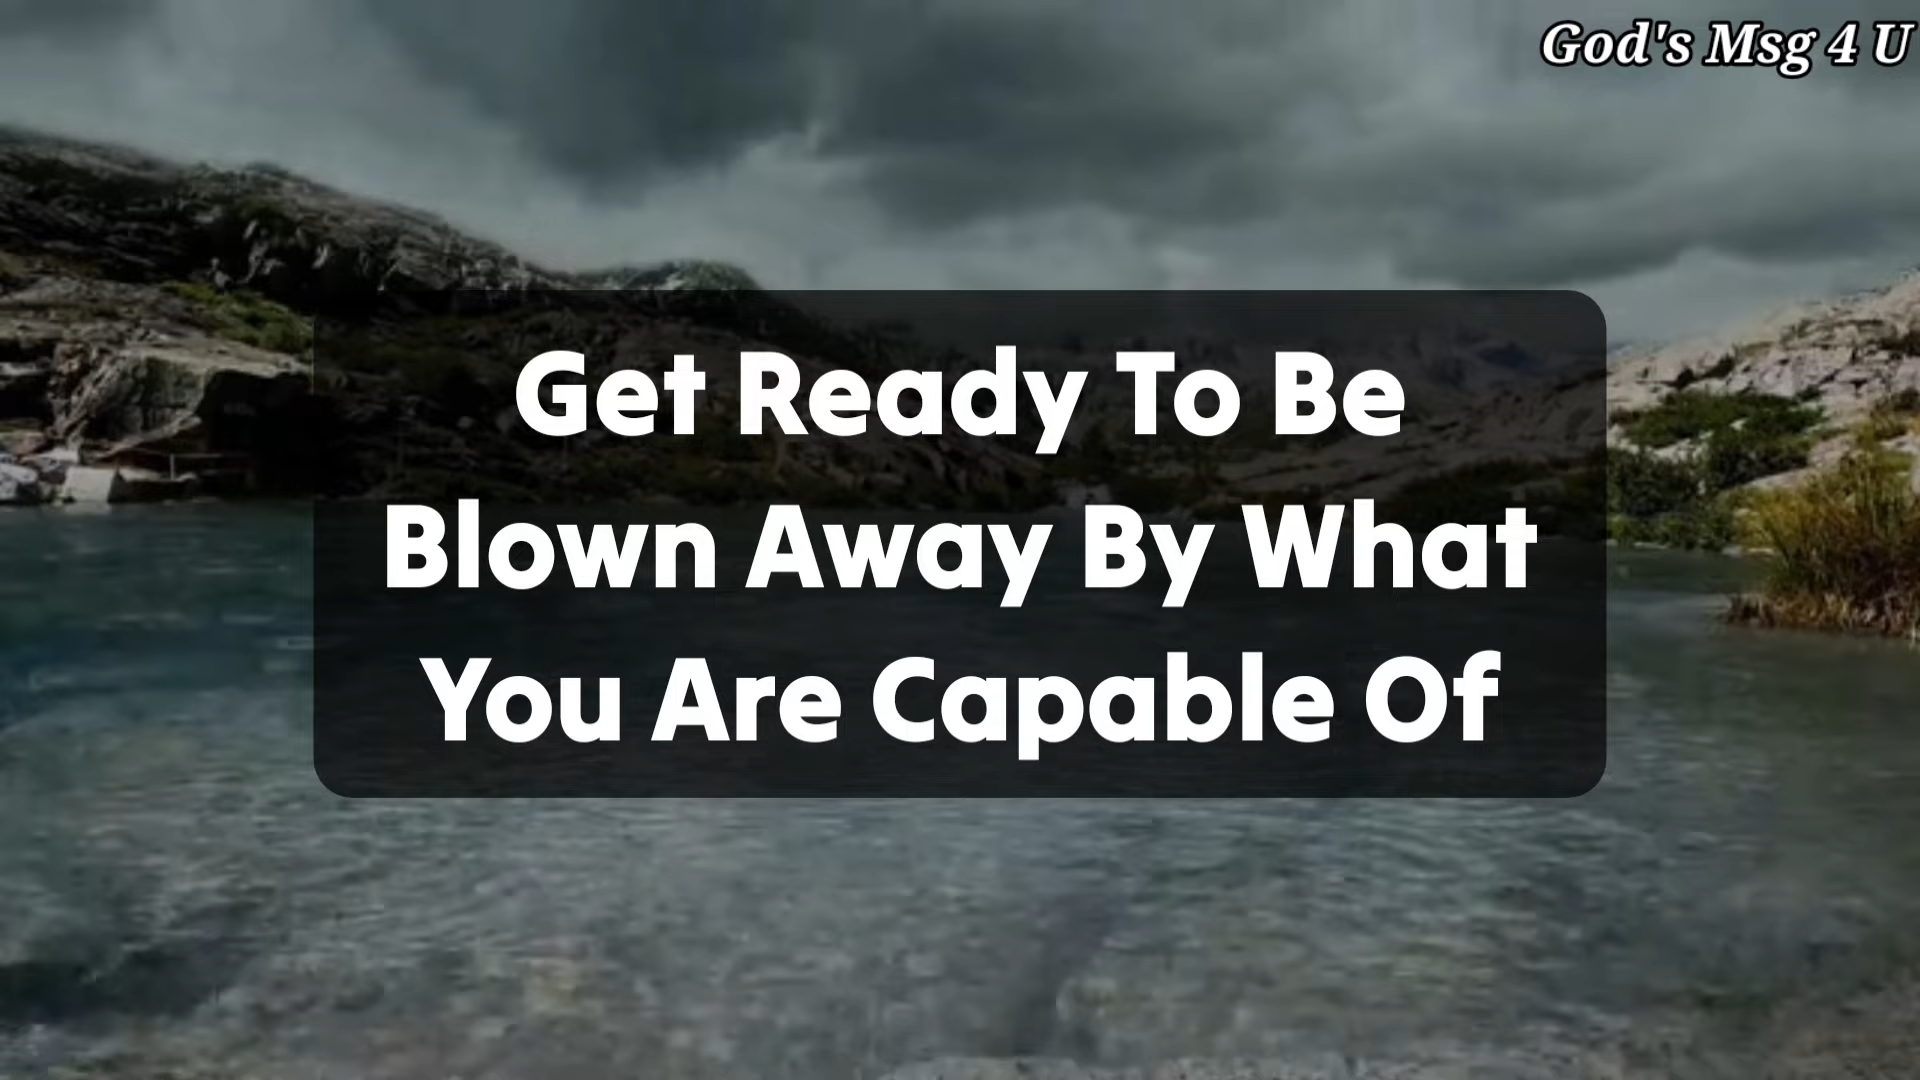 God's Msg 4 U
Get Ready To Be
Blown Away By What
You Are Capable Of